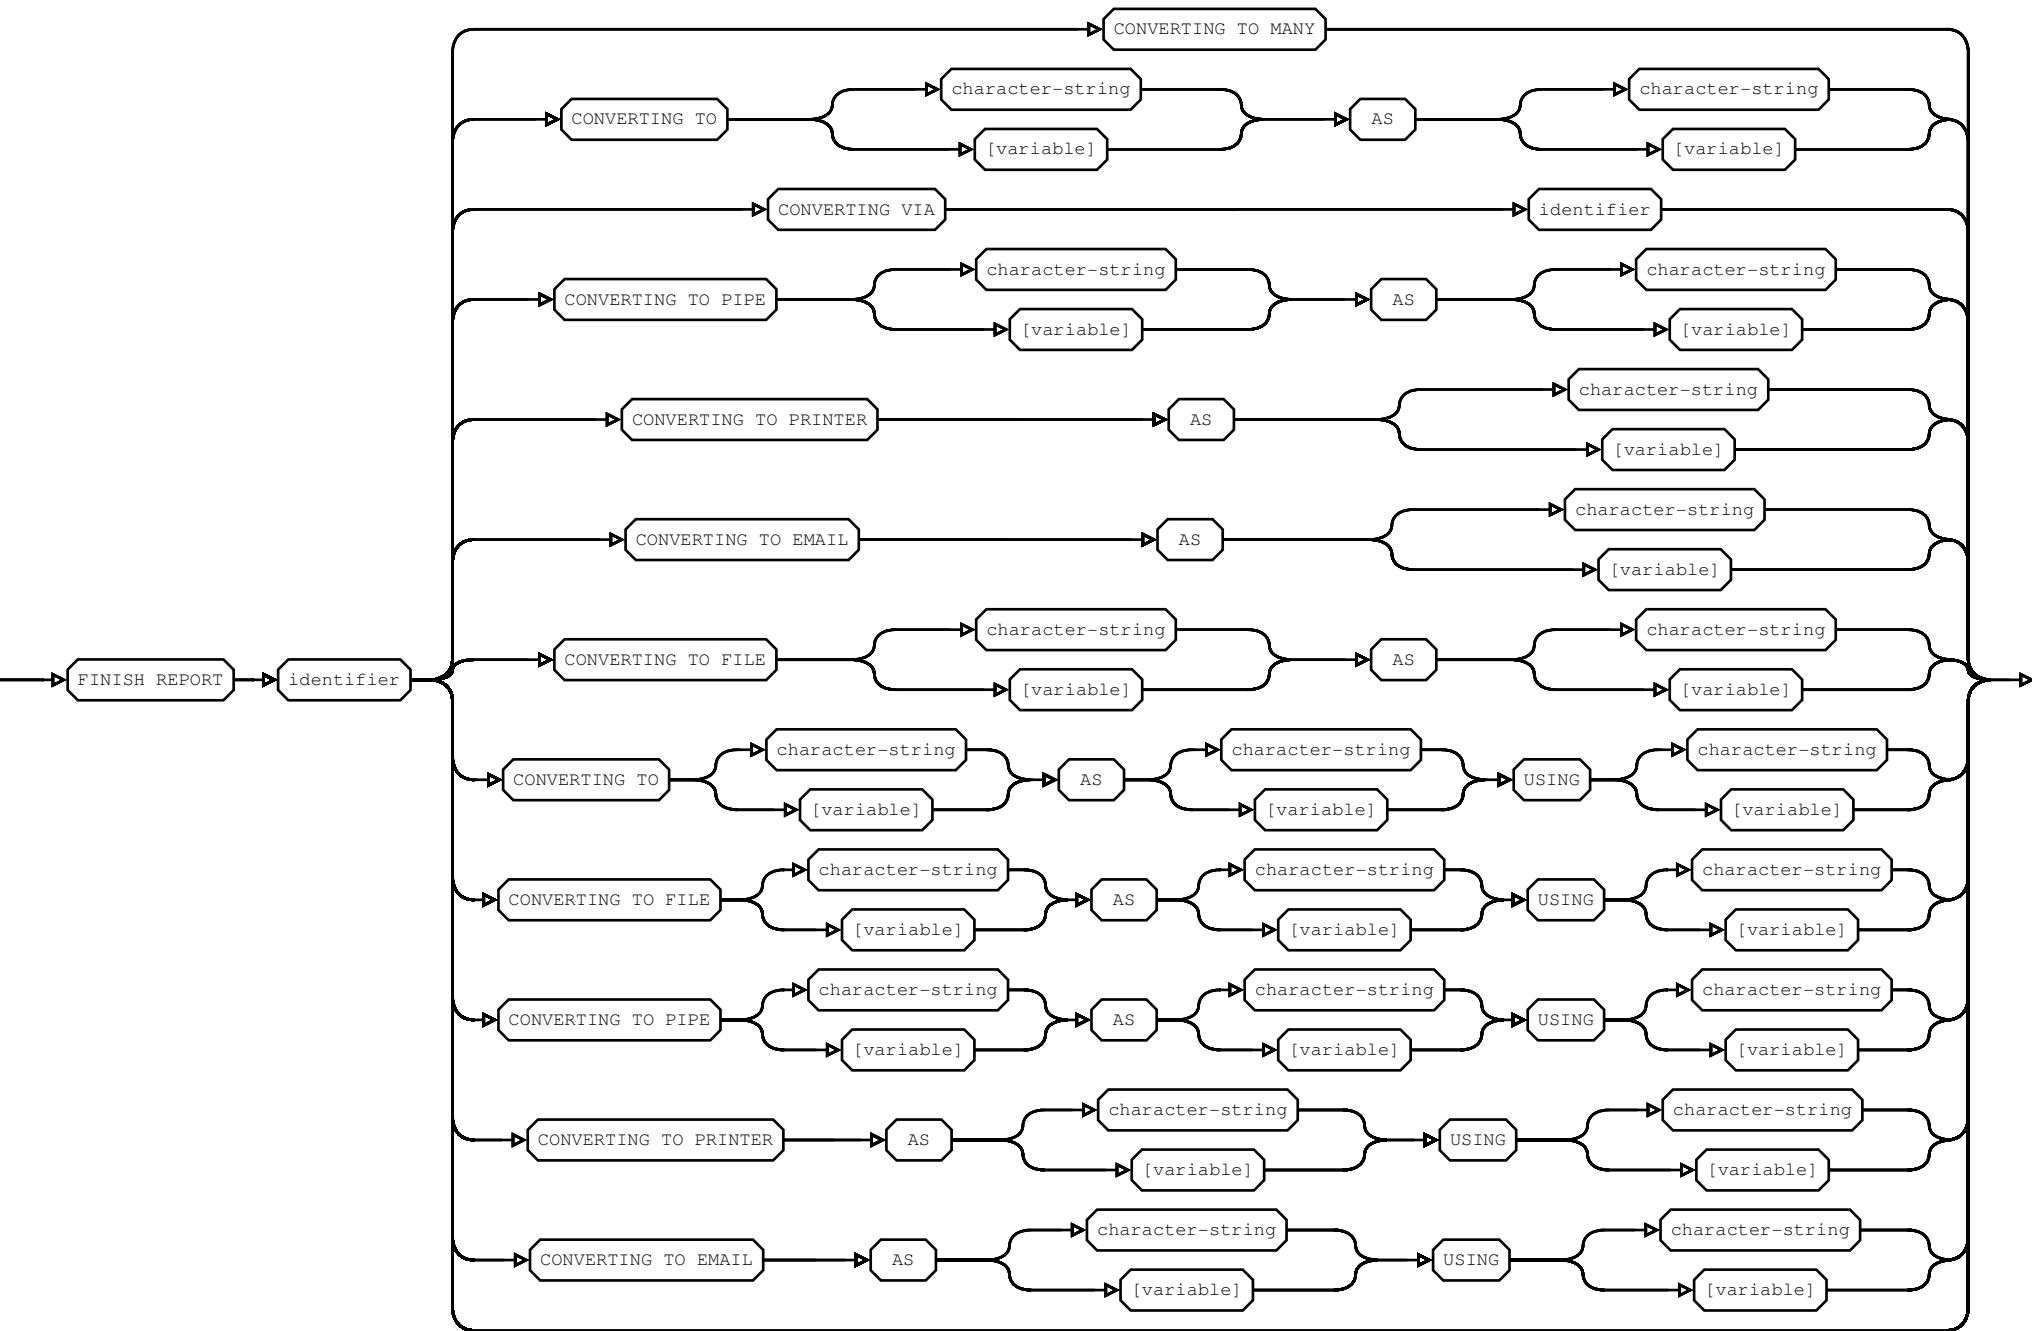 CONVERTING TO MANY
character-string character-string
CONVERTING TO AS
[variable] [variable]
CONVERTING VIA identifier
character-string character-string
CONVERTING TO PIPE AS
[variable] [variable]
character-string
CONVERTING TO PRINTER AS
[variable]
character-string
CONVERTING TO EMAIL AS
[variable]
character-string character-string
CONVERTING TO FILE AS
FINISH REPORT identifier
[variable] [variable]
character-string character-string character-string
CONVERTING TO AS USING
[variable] [variable] [variable]
character-string character-string character-string
CONVERTING TO FILE AS USING
[variable] [variable] [variable]
character-string character-string character-string
CONVERTING TO PIPE AS USING
[variable] [variable] [variable]
character-string character-string
CONVERTING TO PRINTER AS USING
[variable] [variable]
character-string character-string
CONVERTING TO EMAIL AS USING
[variable] [variable]